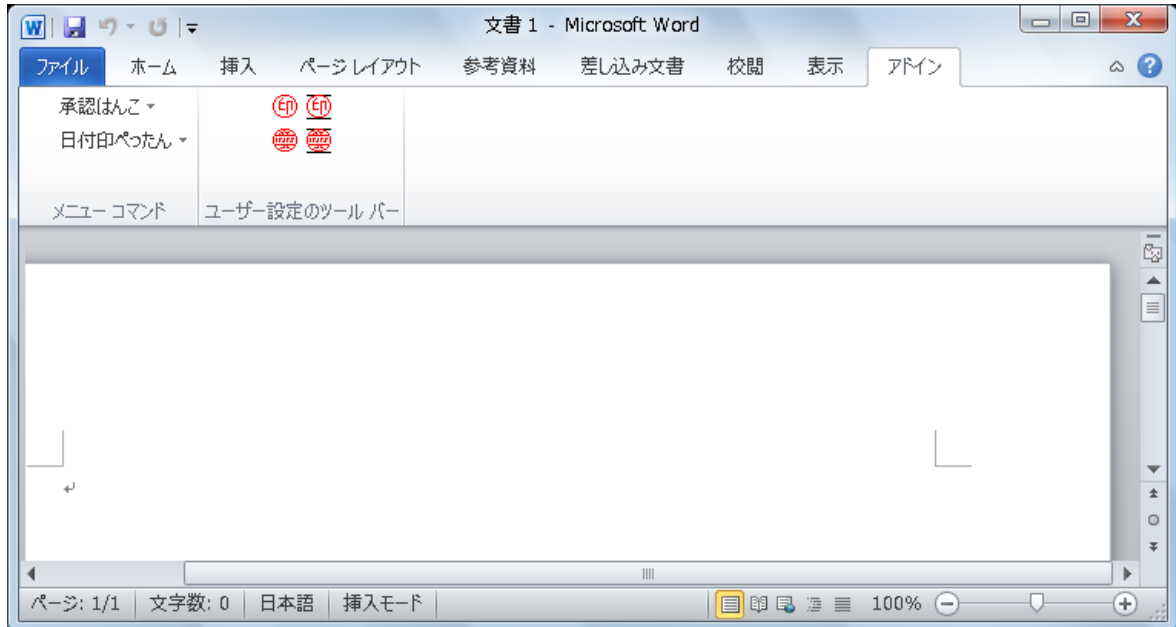 文書 1 - Microsoft Word
ファイル ホーム 挿入 ページ レイアウト 参考資料 差し込み文書 校閲 表示 アドイン
承認はんこ 印 印
日付印ぺったん
メニュー コマンド ユーザー設定のツール バー
ページ: 1/1 文字数: 0 日本語 挿入モード 100%